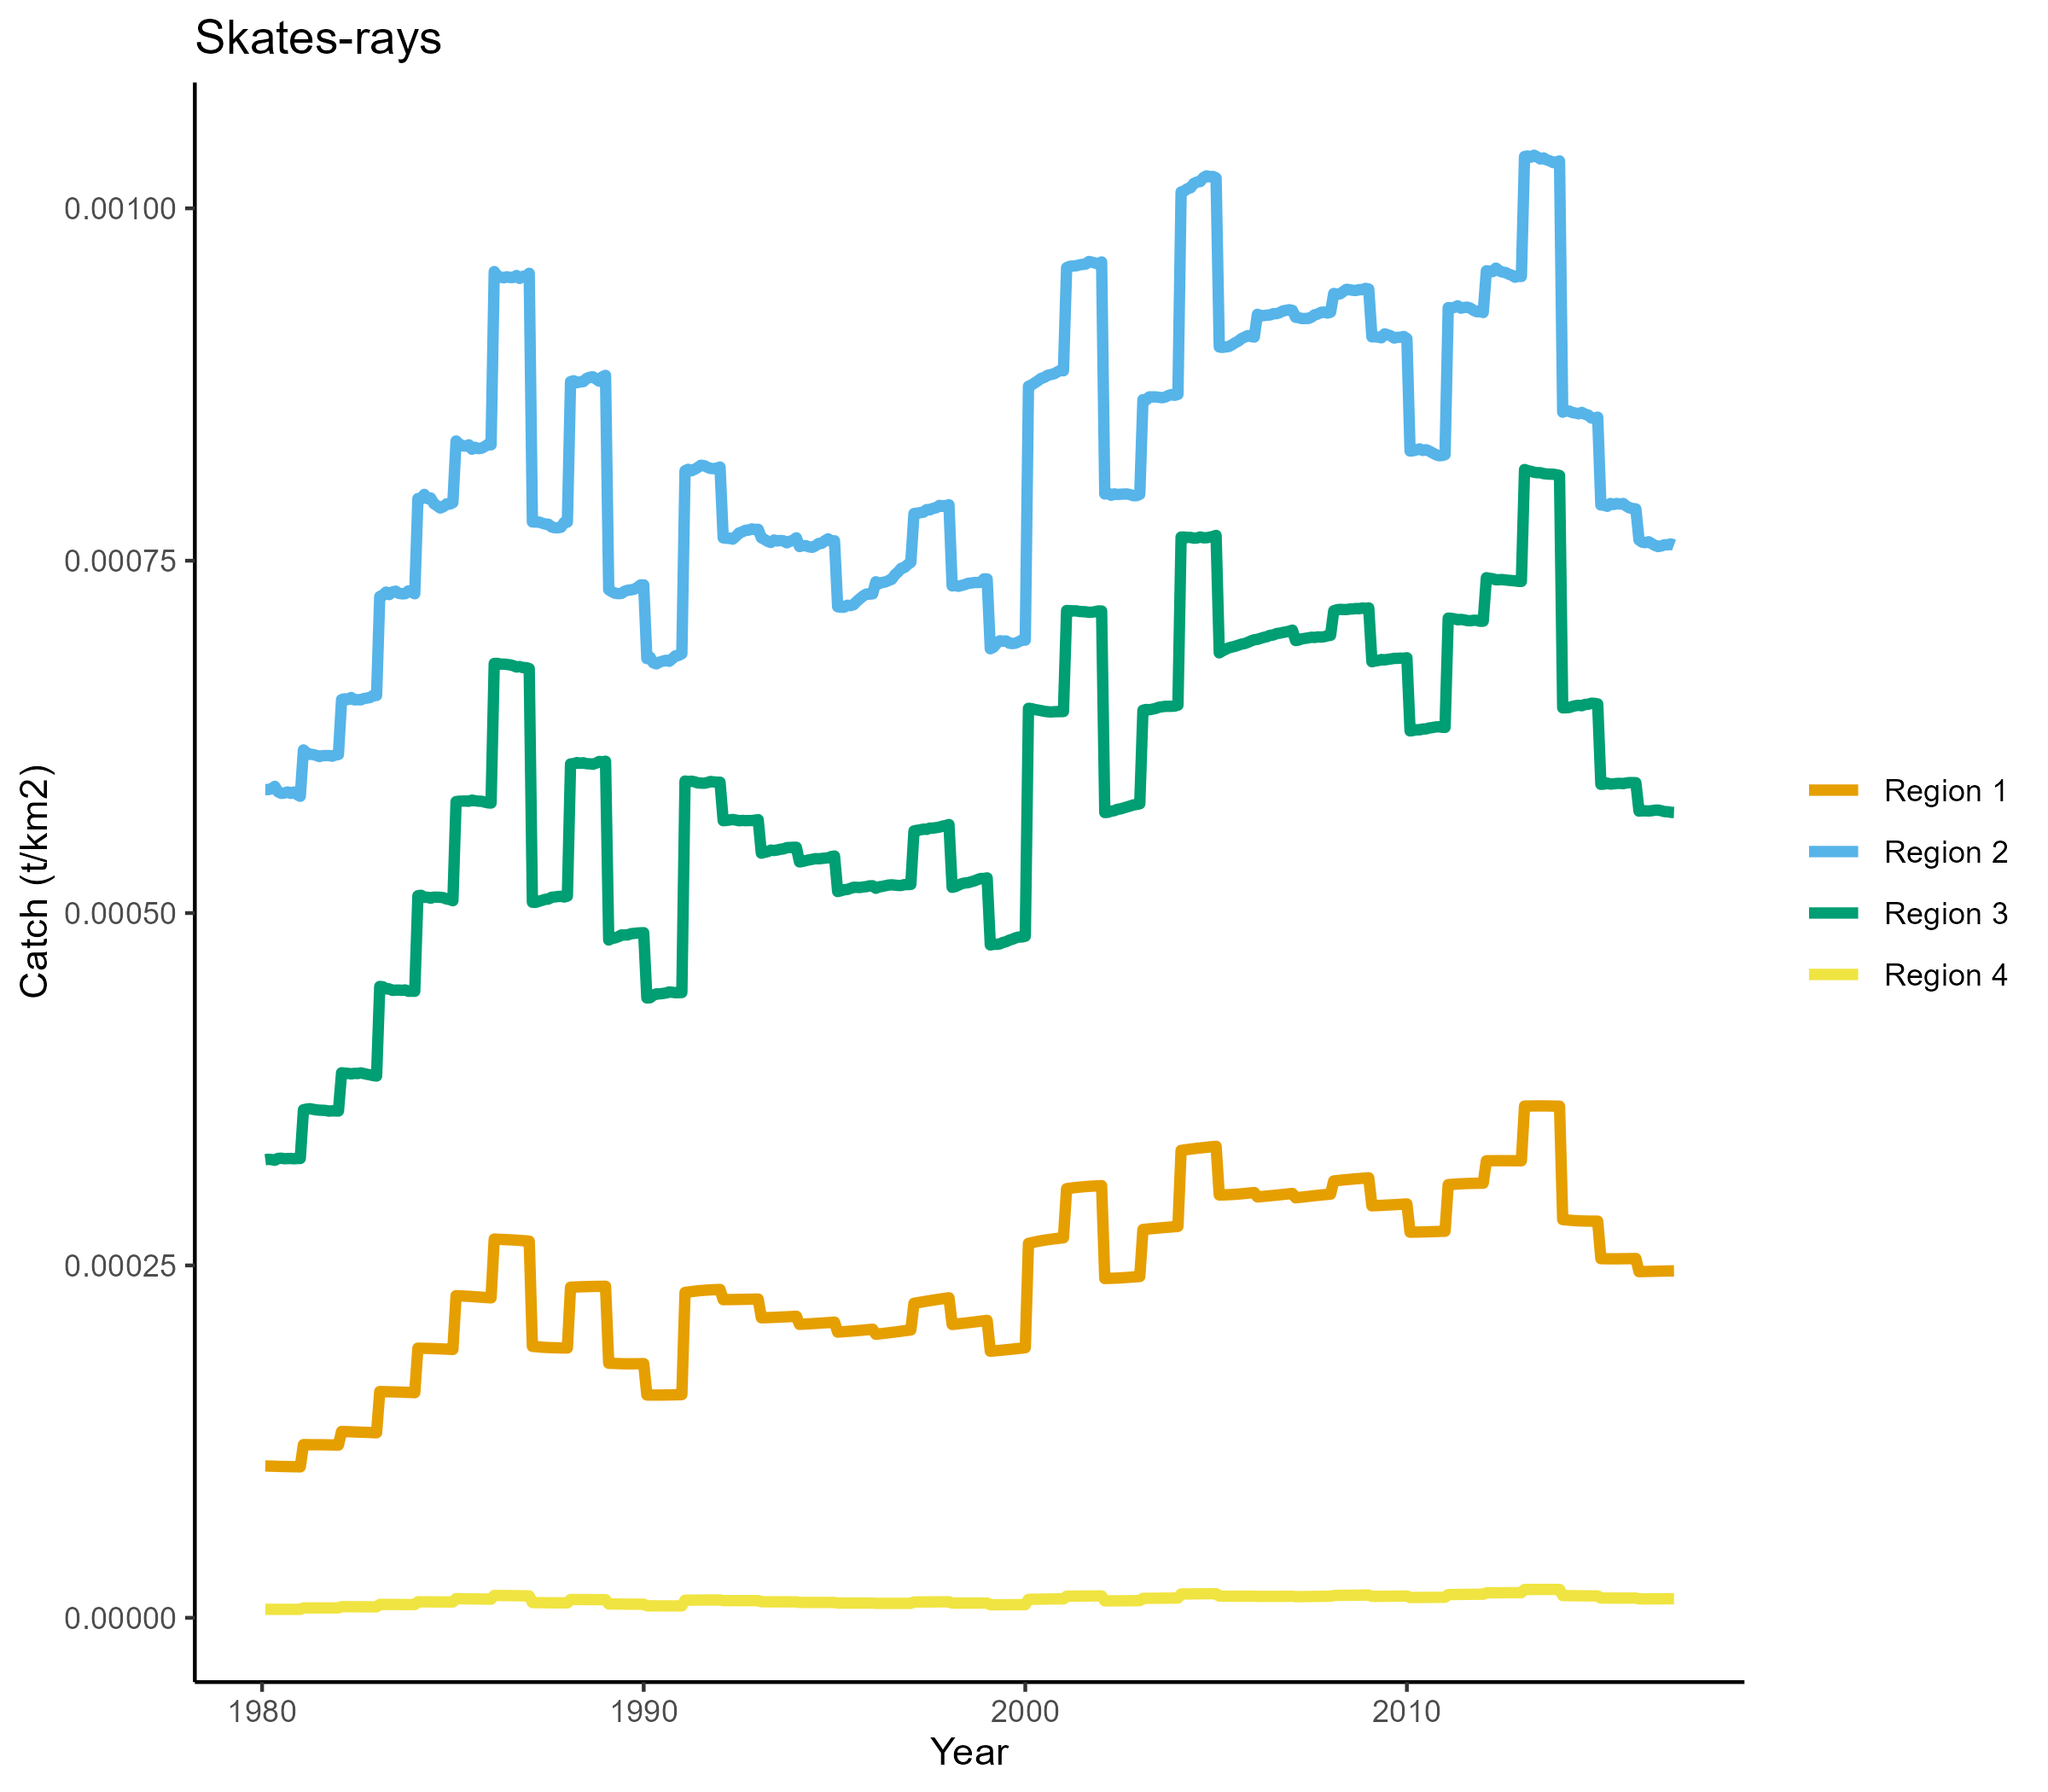 Skates-rays
Catch (t/km2)
0.00100
0.00075
0.00050
0.00025
0.00000
1980 1990 2000 2010
Year
Region 1
Region 2
Region 3
Region 4